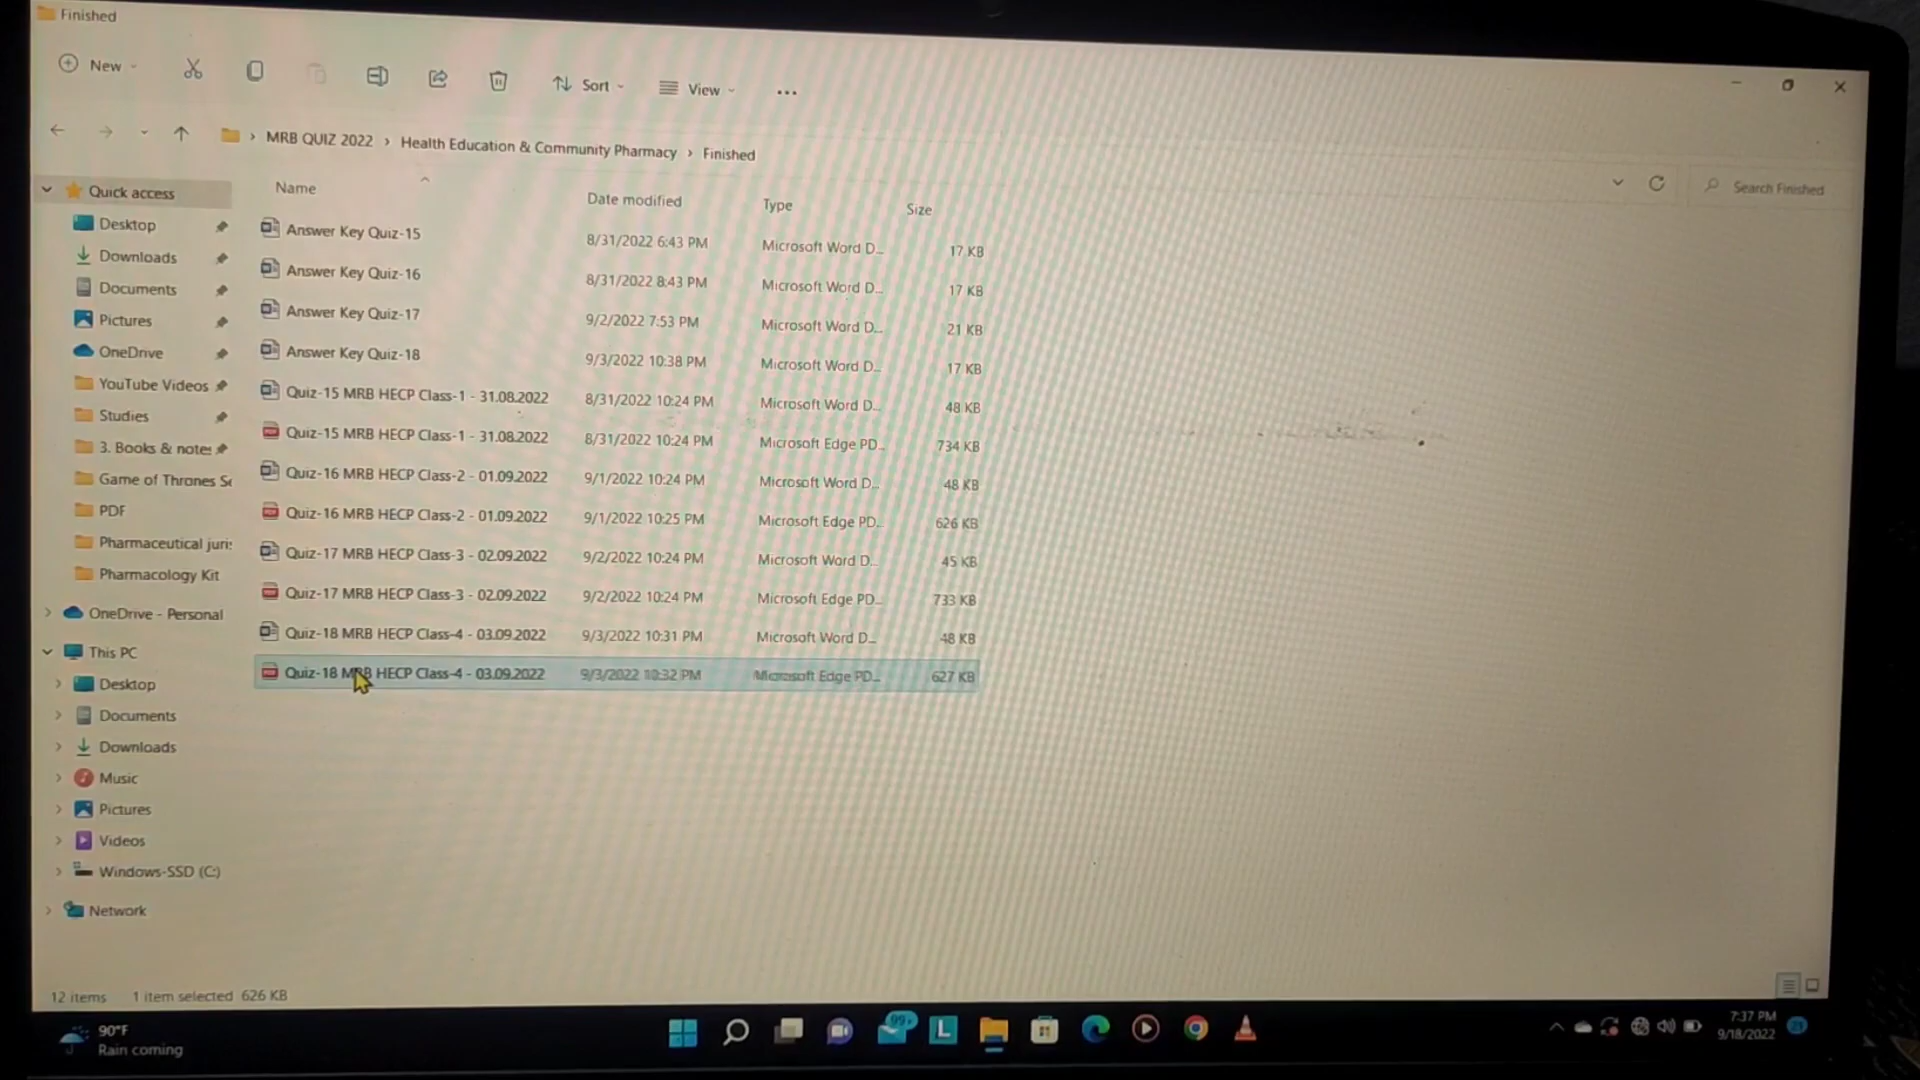 Finished
New
Sort
View
MRB QUIZ 2022 > Health Education & Community Pharmacy > Finished
Search Finished
Name Date modified Type Size
Answer Key Quiz-15 8/31/2022 6:43 PM Microsoft Word D... 17 KB
Answer Key Quiz-16 8/31/2022 8:43 PM Microsoft Word D... 17 KB
Answer Key Quiz-17 9/2/2022 7:53 PM Microsoft Word D... 21 KB
Answer Key Quiz-18 9/3/2022 10:38 PM Microsoft Word D... 17 KB
Quiz-15 MRB HECP Class-1 - 31.08.2022 8/31/2022 10:24 PM Microsoft Word D... 48 KB
Quiz-15 MRB HECP Class-1 - 31.08.2022 8/31/2022 10:24 PM Microsoft Edge PD... 734 KB
Quiz-16 MRB HECP Class-2 - 01.09.2022 9/1/2022 10:24 PM Microsoft Word D... 48 KB
Quiz-16 MRB HECP Class-2 - 01.09.2022 9/1/2022 10:25 PM Microsoft Edge PD... 626 KB
Quiz-17 MRB HECP Class-3 - 02.09.2022 9/2/2022 10:24 PM Microsoft Word D... 45 KB
Quiz-17 MRB HECP Class-3 - 02.09.2022 9/2/2022 10:24 PM Microsoft Edge PD... 733 KB
Quiz-18 MRB HECP Class-4 - 03.09.2022 9/3/2022 10:31 PM Microsoft Word D... 48 KB
Quiz-18 MRB HECP Class-4 - 03.09.2022 9/3/2022 10:32 PM Microsoft Edge PD... 627 KB
Quick access
Desktop
Downloads
Documents
Pictures
OneDrive
YouTube Videos
Studies
3. Books & notes
Game of Thrones Se
PDF
Pharmaceutical juris
Pharmacology Kit
OneDrive - Personal
This PC
Desktop
Documents
Downloads
Music
Pictures
Videos
Windows-SSD (C:)
Network
12 items 1 item selected 626 KB
90°F
Rain coming
99+
L
7:37 PM
9/18/2022